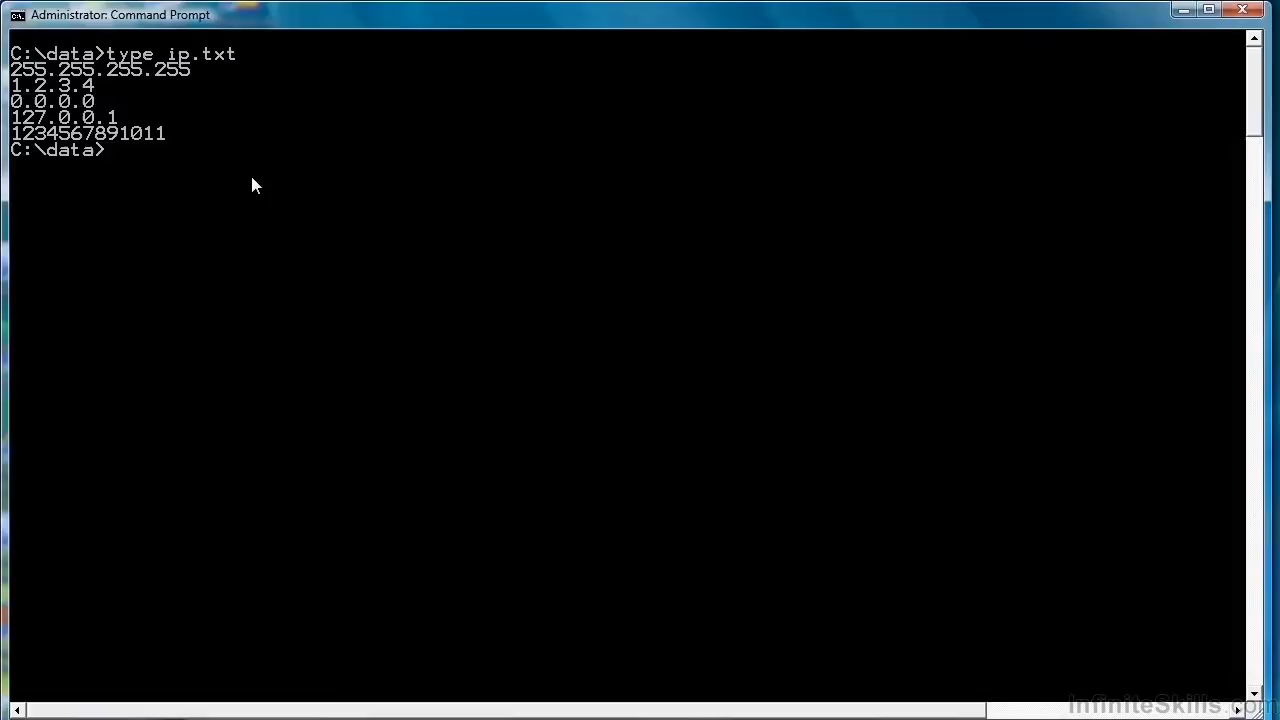 Administrator: Command Prompt
C:\data>type ip.txt
255.255.255.255
1.2.3.4
0.0.0.0
127.0.0.1
1234567891011
C:\data>
InfiniteSkills.com